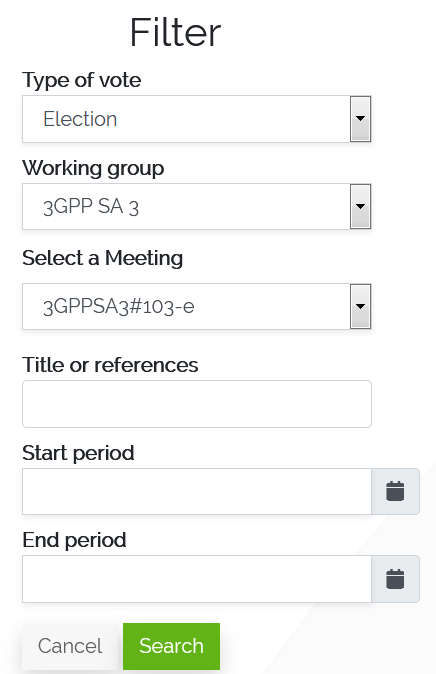 Filter
Type of vote
Election
Working group
3GPP SA 3
Select a Meeting
3GPPSA3#103-e
Title or references
Start period
End period
Cancel Search